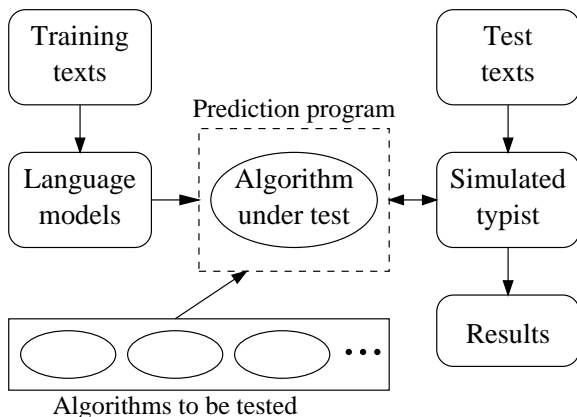 Training
texts
Test
texts
Prediction program
Language
models
Algorithm
under test
Simulated
typist
Results
Algorithms to be tested